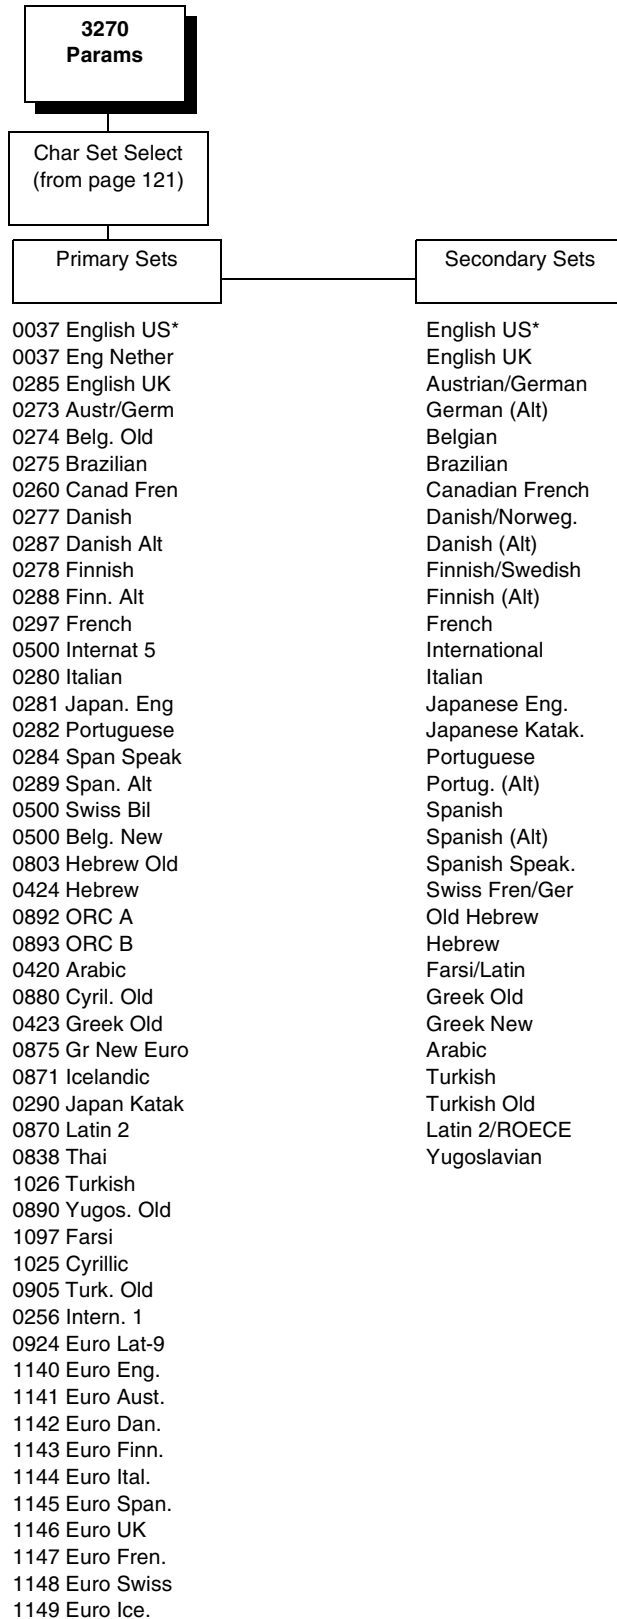 3270
Params
Char Set Select
(from page 121)
Primary Sets
0037 English US*
0037 Eng Nether
0285 English UK
0273 Austr/Germ
0274 Belg. Old
0275 Brazilian
0260 Canad Fren
0277 Danish
0287 Danish Alt
0278 Finnish
0288 Finn. Alt
0297 French
0500 Internat 5
0280 Italian
0281 Japan. Eng
0282 Portuguese
0284 Span Speak
0289 Span. Alt
0500 Swiss Bil
0500 Belg. New
0803 Hebrew Old
0424 Hebrew
0892 ORC A
0893 ORC B
0420 Arabic
0880 Cyril. Old
0423 Greek Old
0875 Gr New Euro
0871 Icelandic
0290 Japan Katak
0870 Latin 2
0838 Thai
1026 Turkish
0890 Yugos. Old
1097 Farsi
1025 Cyrillic
0905 Turk. Old
0256 Intern. 1
0924 Euro Lat-9
1140 Euro Eng.
1141 Euro Aust.
1142 Euro Dan.
1143 Euro Finn.
1144 Euro Ital.
1145 Euro Span.
1146 Euro UK
1147 Euro Fren.
1148 Euro Swiss
1149 Euro Ice.
Secondary Sets
English US*
English UK
Austrian/German
German (Alt)
Belgian
Brazilian
Canadian French
Danish/Norweg.
Danish (Alt)
Finnish/Swedish
Finnish (Alt)
French
International
Italian
Japanese Eng.
Japanese Katak.
Portuguese
Portug. (Alt)
Spanish
Spanish (Alt)
Spanish Speak.
Swiss Fren/Ger
Old Hebrew
Hebrew
Farsi/Latin
Greek Old
Greek New
Arabic
Turkish
Turkish Old
Latin 2/ROECE
Yugoslavian